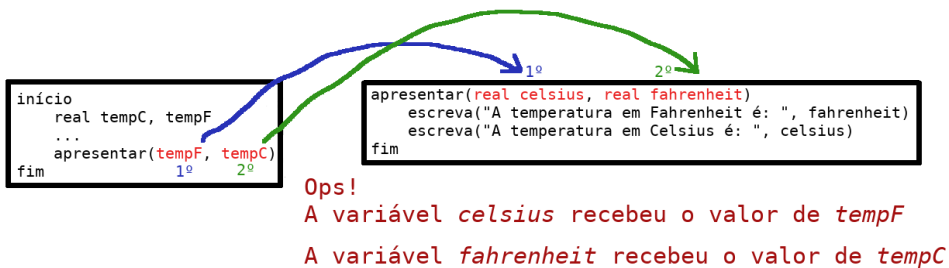 1º 2º
início
real tempC, tempF
...
apresentar(tempF, tempC)
fim
1º 2º
apresentar(real celsius, real fahrenheit)
escreva("A temperatura em Fahrenheit é: ", fahrenheit)
escreva("A temperatura em Celsius é: ", celsius)
fim
Ops!
A variável celsius recebeu o valor de tempF
A variável fahrenheit recebeu o valor de tempC